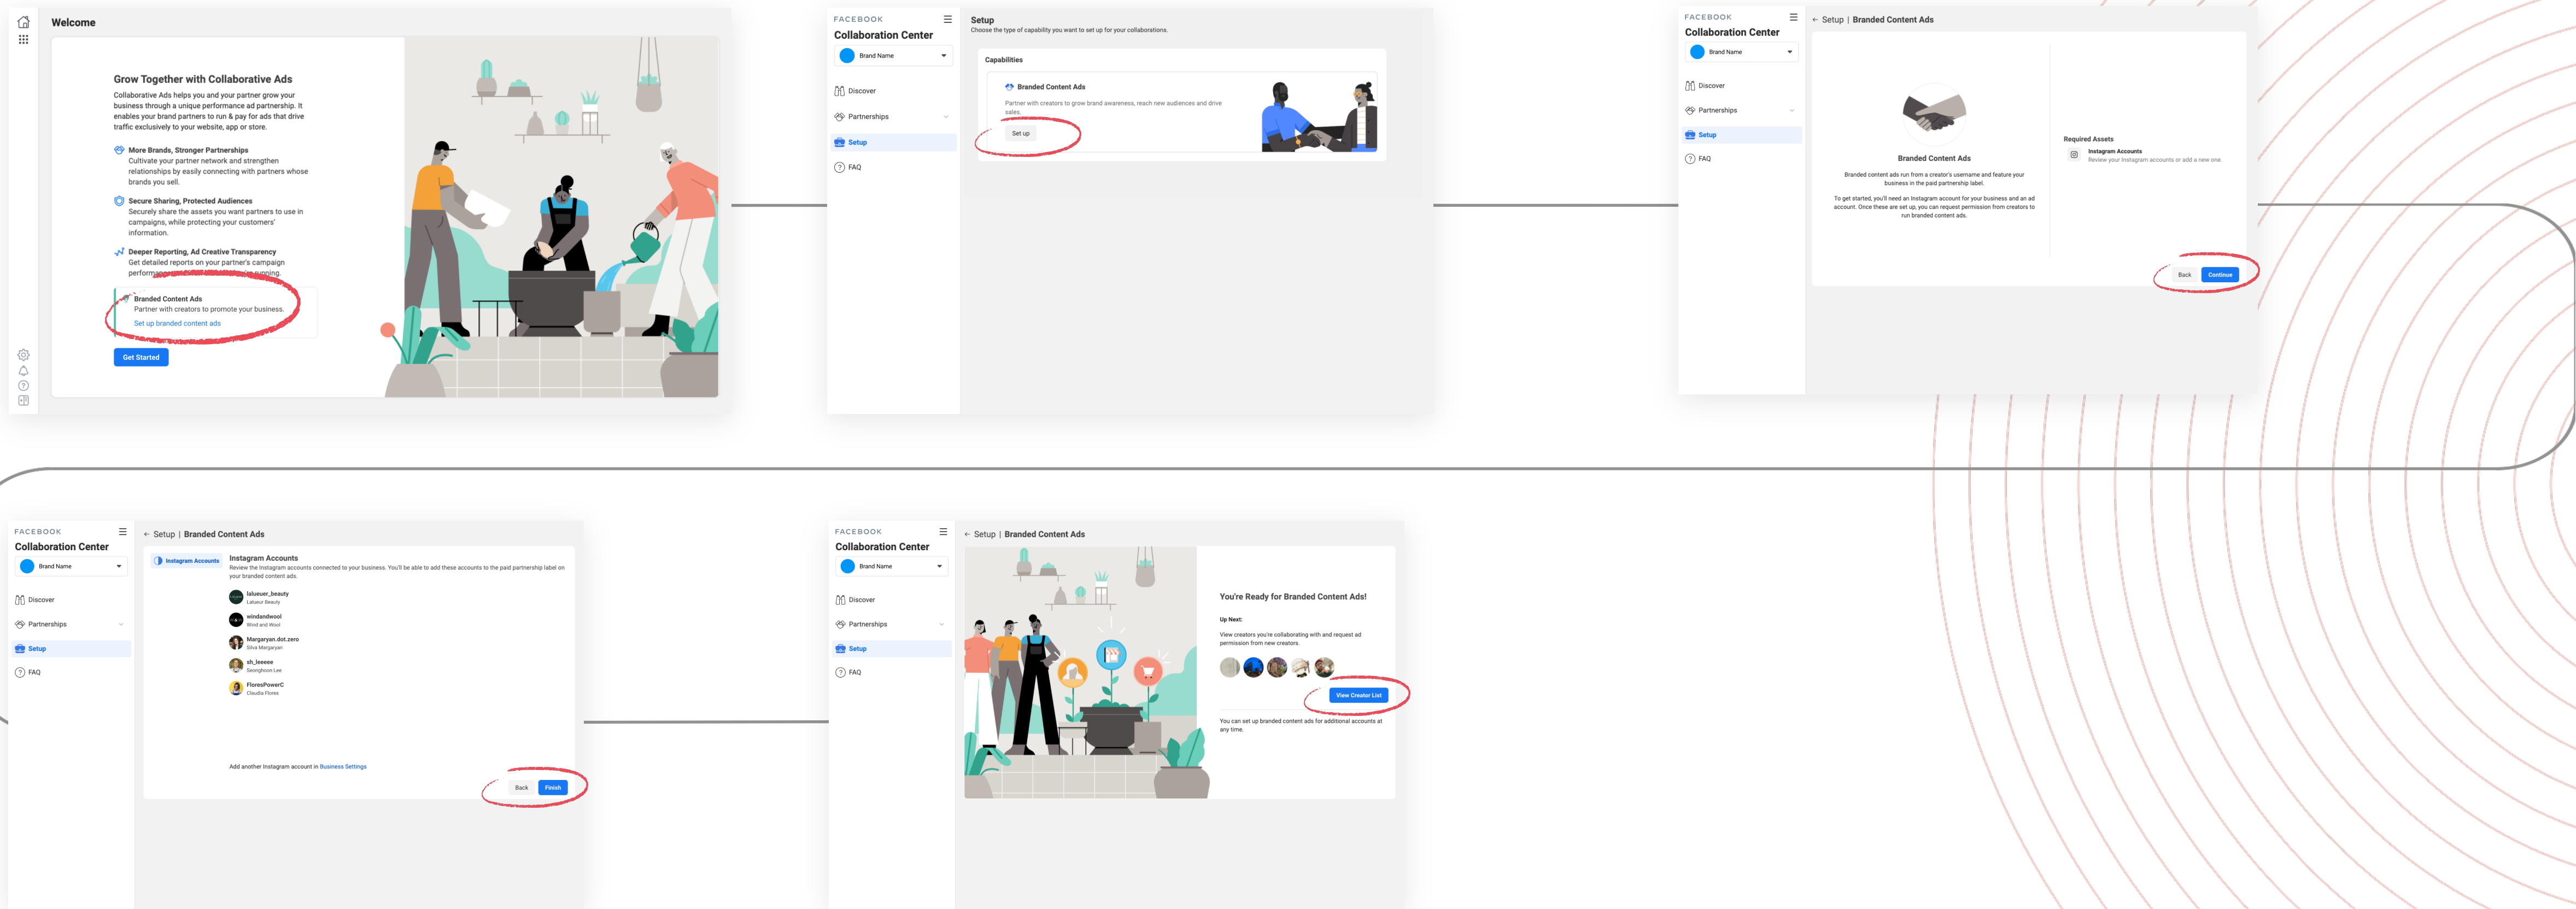 Welcome
Grow Together with Collaborative Ads
Collaborative Ads helps you and your partner grow your
business through a unique performance ad partnership. It
enables your brand partners to run & pay for ads that drive
traffic exclusively to your website, app or store.
More Brands, Stronger Partnerships
Cultivate your partner network and strengthen
relationships by easily connecting with partners whose
brands you sell.
Secure Sharing, Protected Audiences
Securely share the assets you want partners to use in
campaigns, while protecting your customers'
information.
Deeper Reporting, Ad Creative Transparency
Get detailed reports on your partner's campaign
running.
Branded Content Ads
Partner with creators to promote your business.
Set up branded content ads
Get Started
FACEBOOK
Collaboration Center
Brand Name
Discover
Partnerships
Setup
FAQ
Setup
Choose the type of capability you want to set up for your collaborations.
Capabilities
Branded Content Ads
Partner with creators to grow brand awareness, reach new audiences and drive
sales.
Set up
FACEBOOK
Collaboration Center
Brand Name
Discover
Partnerships
Setup
FAQ
← Setup | Branded Content Ads
Branded Content Ads
Branded content ads run from a creator's username and feature your
business in the paid partnership label.
To get started, you'll need an Instagram account for your business and an ad
account. Once these are set up, you can request permission from creators to
run branded content ads.
Required Assets
Instagram Accounts
Review your Instagram accounts or add a new one.
Back
Continue
FACEBOOK
Collaboration Center
Brand Name
Discover
Partnerships
Setup
FAQ
← Setup | Branded Content Ads
Instagram Accounts
Instagram Accounts
Review the Instagram accounts connected to your business. You'll be able to add these accounts to the paid partnership label on
your branded content ads.
lalueuer_beauty
Lalueur Beauty
windandwool
Wind and Wool
Margaryan.dot.zero
Silva Margaryan
sh_leeeee
Seonghoon Lee
FloresPowerC
Claudia Flores
Add another Instagram account in Business Settings
Back
Finish
FACEBOOK
Collaboration Center
Brand Name
Discover
Partnerships
Setup
FAQ
← Setup | Branded Content Ads
You're Ready for Branded Content Ads!
Up Next:
View creators you're collaborating with and request ad
permission from new creators.
View Creator List
You can set up branded content ads for additional accounts at
any time.